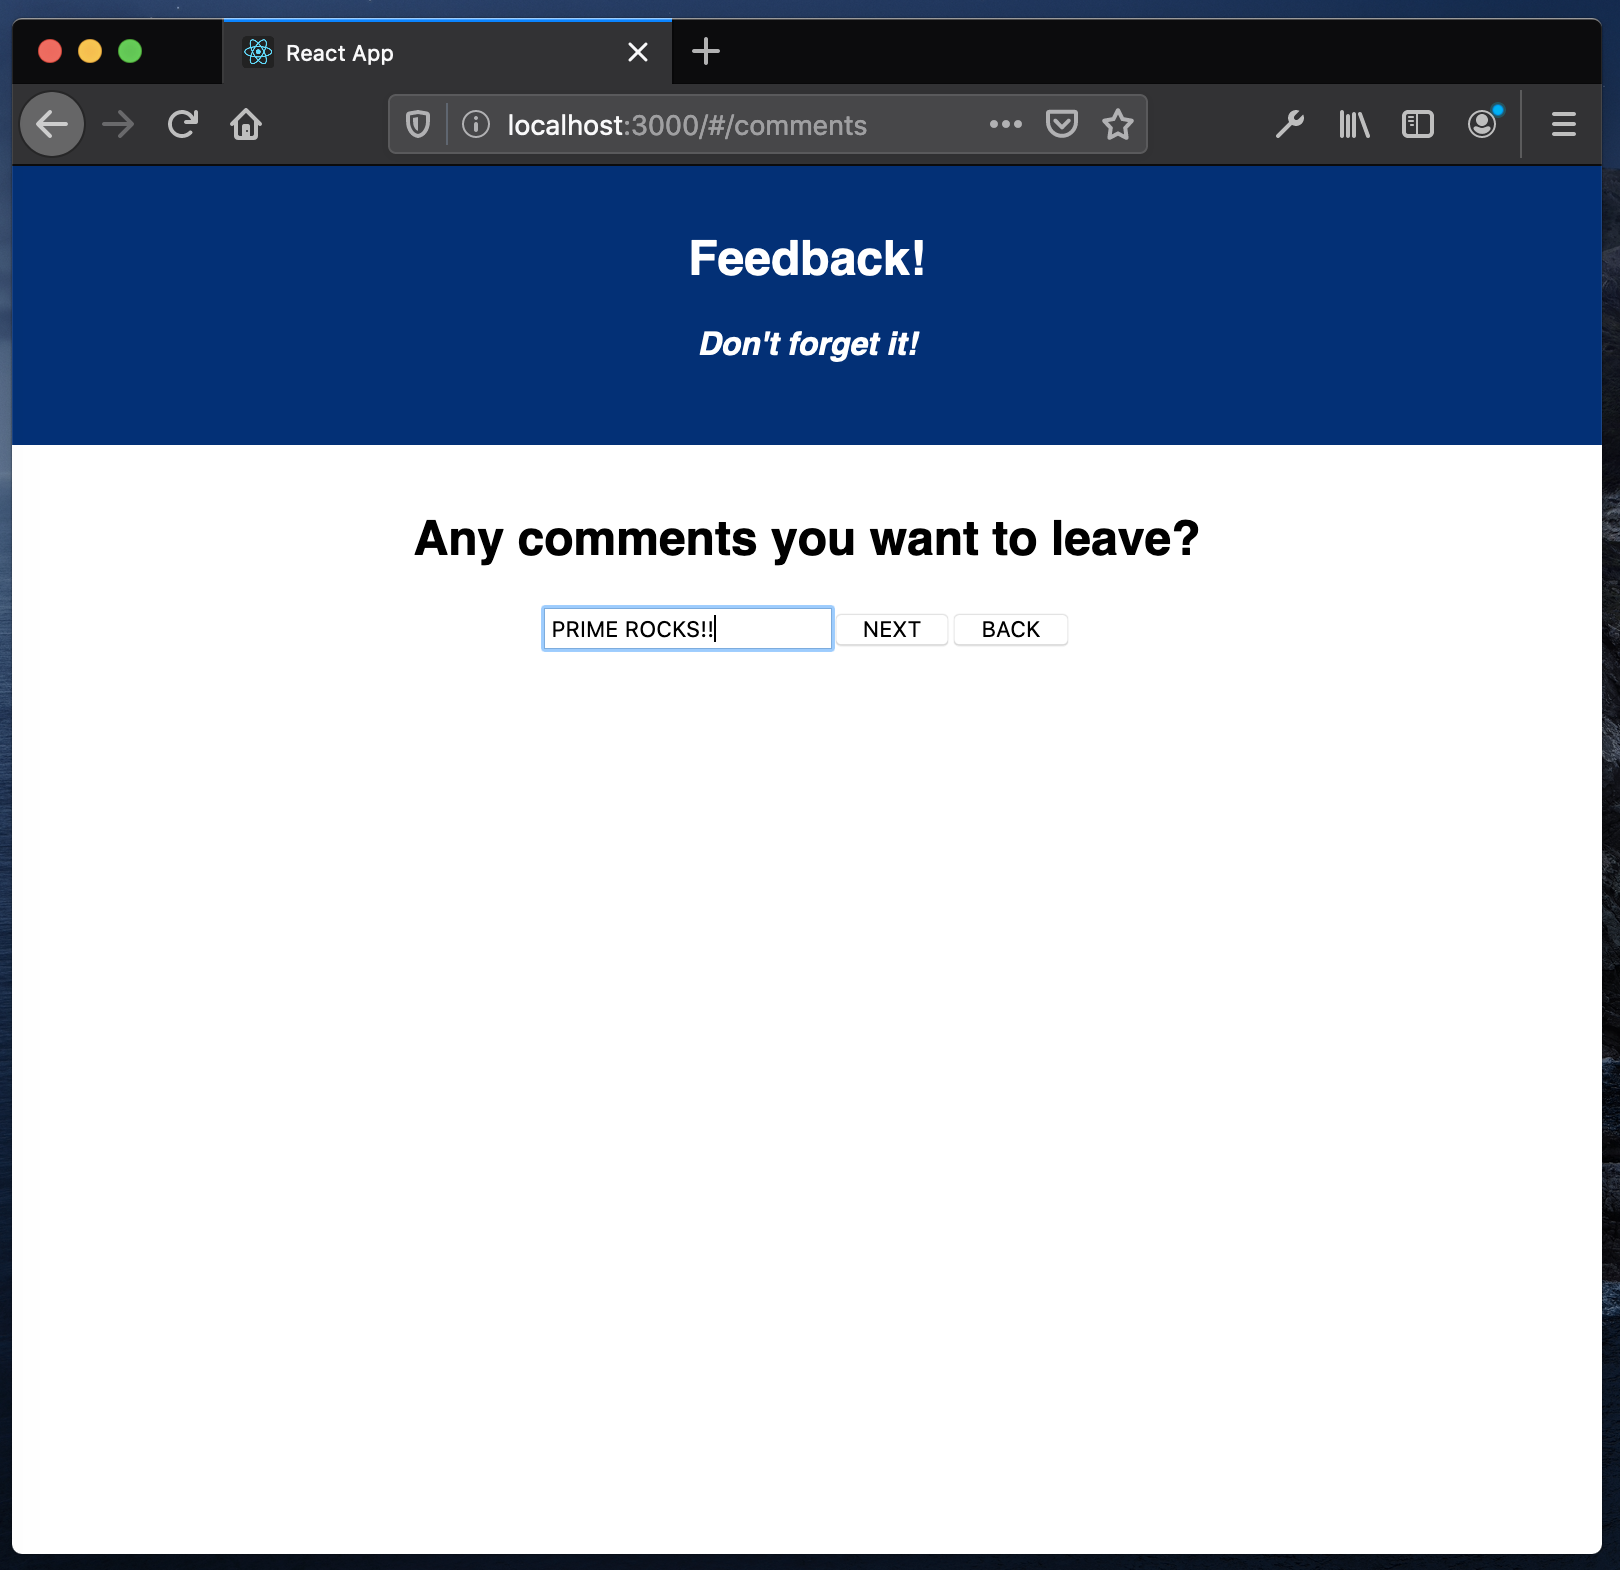 React App
localhost:3000/#/comments
Feedback!
Don't forget it!
Any comments you want to leave?
PRIME ROCKS!! NEXT BACK